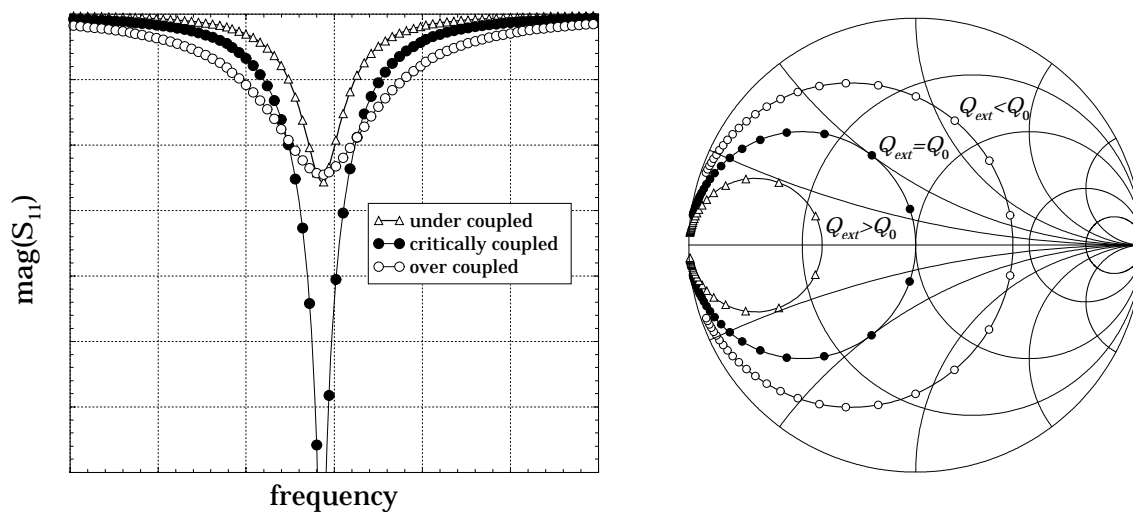 mag(S₁₁)
under coupled
critically coupled
over coupled
frequency
Qₑₓₜ<Q₀
Qₑₓₜ=Q₀
Qₑₓₜ>Q₀